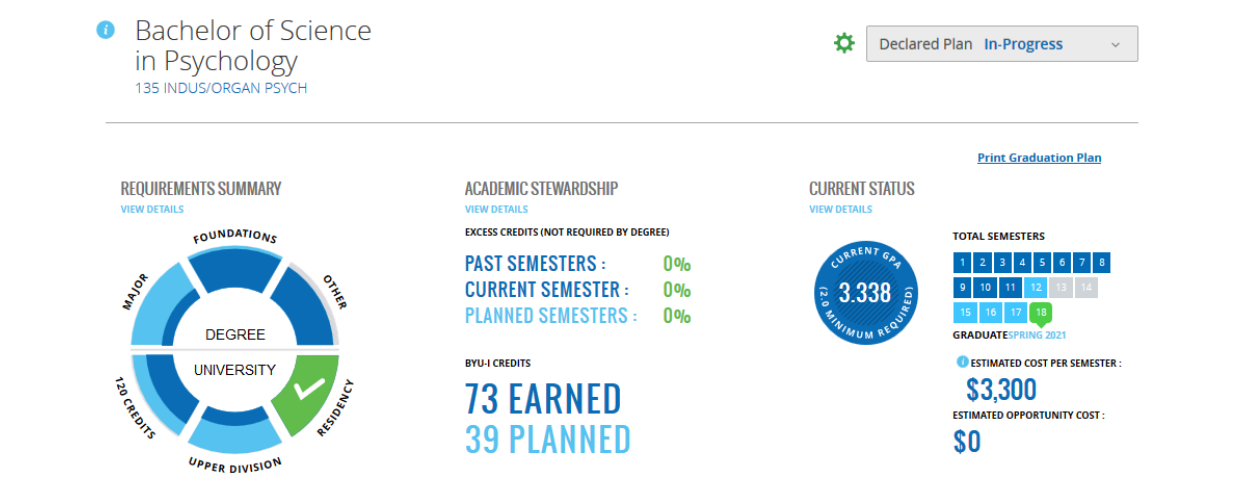 Bachelor of Science
in Psychology
135 INDUS/ORGAN PSYCH
Declared Plan In-Progress
Print Graduation Plan
REQUIREMENTS SUMMARY
VIEW DETAILS
FOUNDATIONS
MAJOR
OTHER
DEGREE
UNIVERSITY
120 CREDITS
RESIDENCY
UPPER DIVISION
ACADEMIC STEWARDSHIP
VIEW DETAILS
EXCESS CREDITS (NOT REQUIRED BY DEGREE)
PAST SEMESTERS : 0%
CURRENT SEMESTER : 0%
PLANNED SEMESTERS : 0%
BYU-I CREDITS
73 EARNED
39 PLANNED
CURRENT STATUS
VIEW DETAILS
CURRENT GPA
3.338
(2.0 MINIMUM REQUIRED)
TOTAL SEMESTERS
1 2 3 4 5 6 7 8
9 10 11 12 13 14
15 16 17 18
GRADUATE SPRING 2021
i ESTIMATED COST PER SEMESTER :
$3,300
ESTIMATED OPPORTUNITY COST :
$0